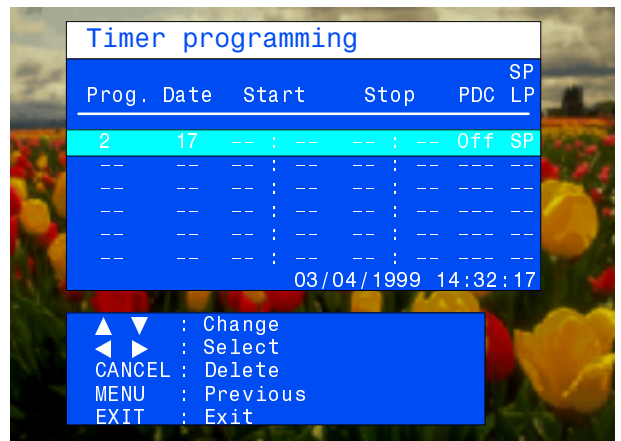 Timer programming
SP
Prog. Date Start Stop PDC LP
2 17 -- : -- -- : -- Off SP
-- -- -- : -- -- : -- --- --
-- -- -- : -- -- : -- --- --
-- -- -- : -- -- : -- --- --
-- -- -- : -- -- : -- --- --
-- -- -- : -- -- : -- --- --
03/04/1999 14:32:17
▲ ▼ : Change
◀ ▶ : Select
CANCEL : Delete
MENU : Previous
EXIT : Exit